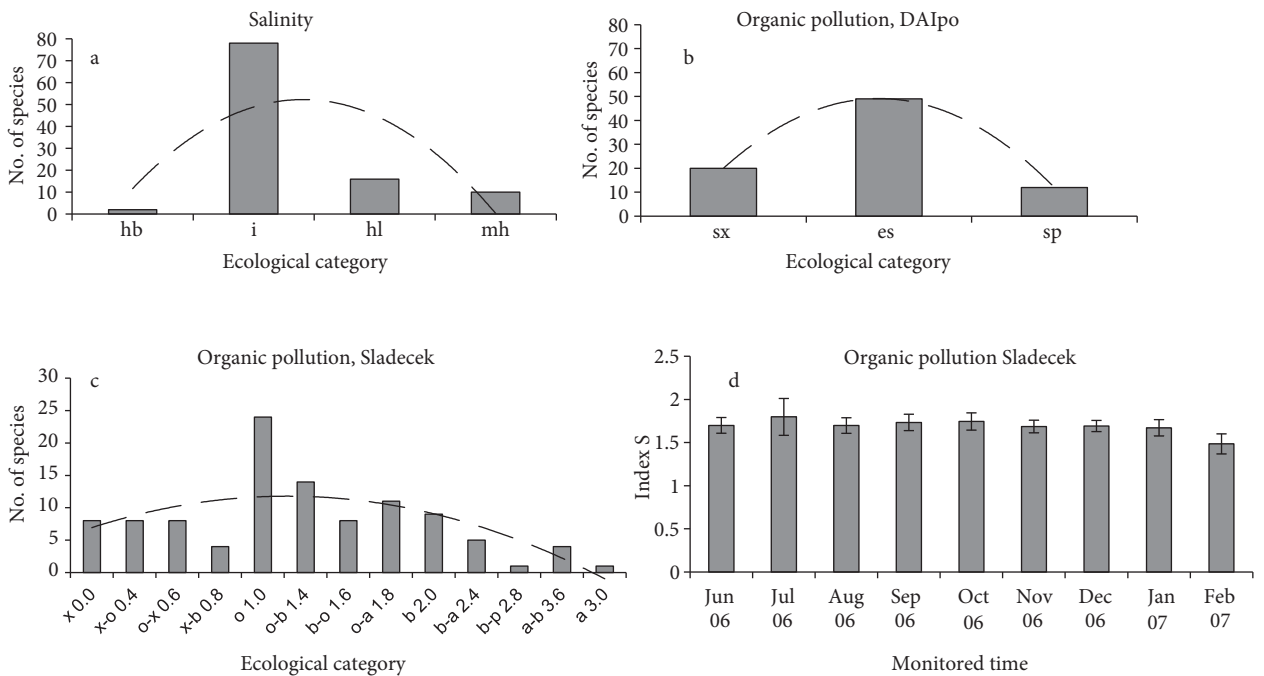 Salinity
a
No. of species
80
70
60
50
40
30
20
10
0
hb i hl mh
Ecological category
Organic pollution, DAIpo
b
No. of species
80
70
60
50
40
30
20
10
0
sx es sp
Ecological category
Organic pollution, Sladecek
c
No. of species
30
25
20
15
10
5
0
x 0.0 x-o 0.4 o-x 0.6 x-b 0.8 o 1.0 o-b 1.4 b-o 1.6 o-a 1.8 b 2.0 b-a 2.4 b-p 2.8 a-b 3.6 a 3.0
Ecological category
Organic pollution Sladecek
d
Index S
2.5
2
1.5
1
0.5
0
Jun Jul Aug Sep Oct Nov Dec Jan Feb
06 06 06 06 06 06 06 07 07
Monitored time